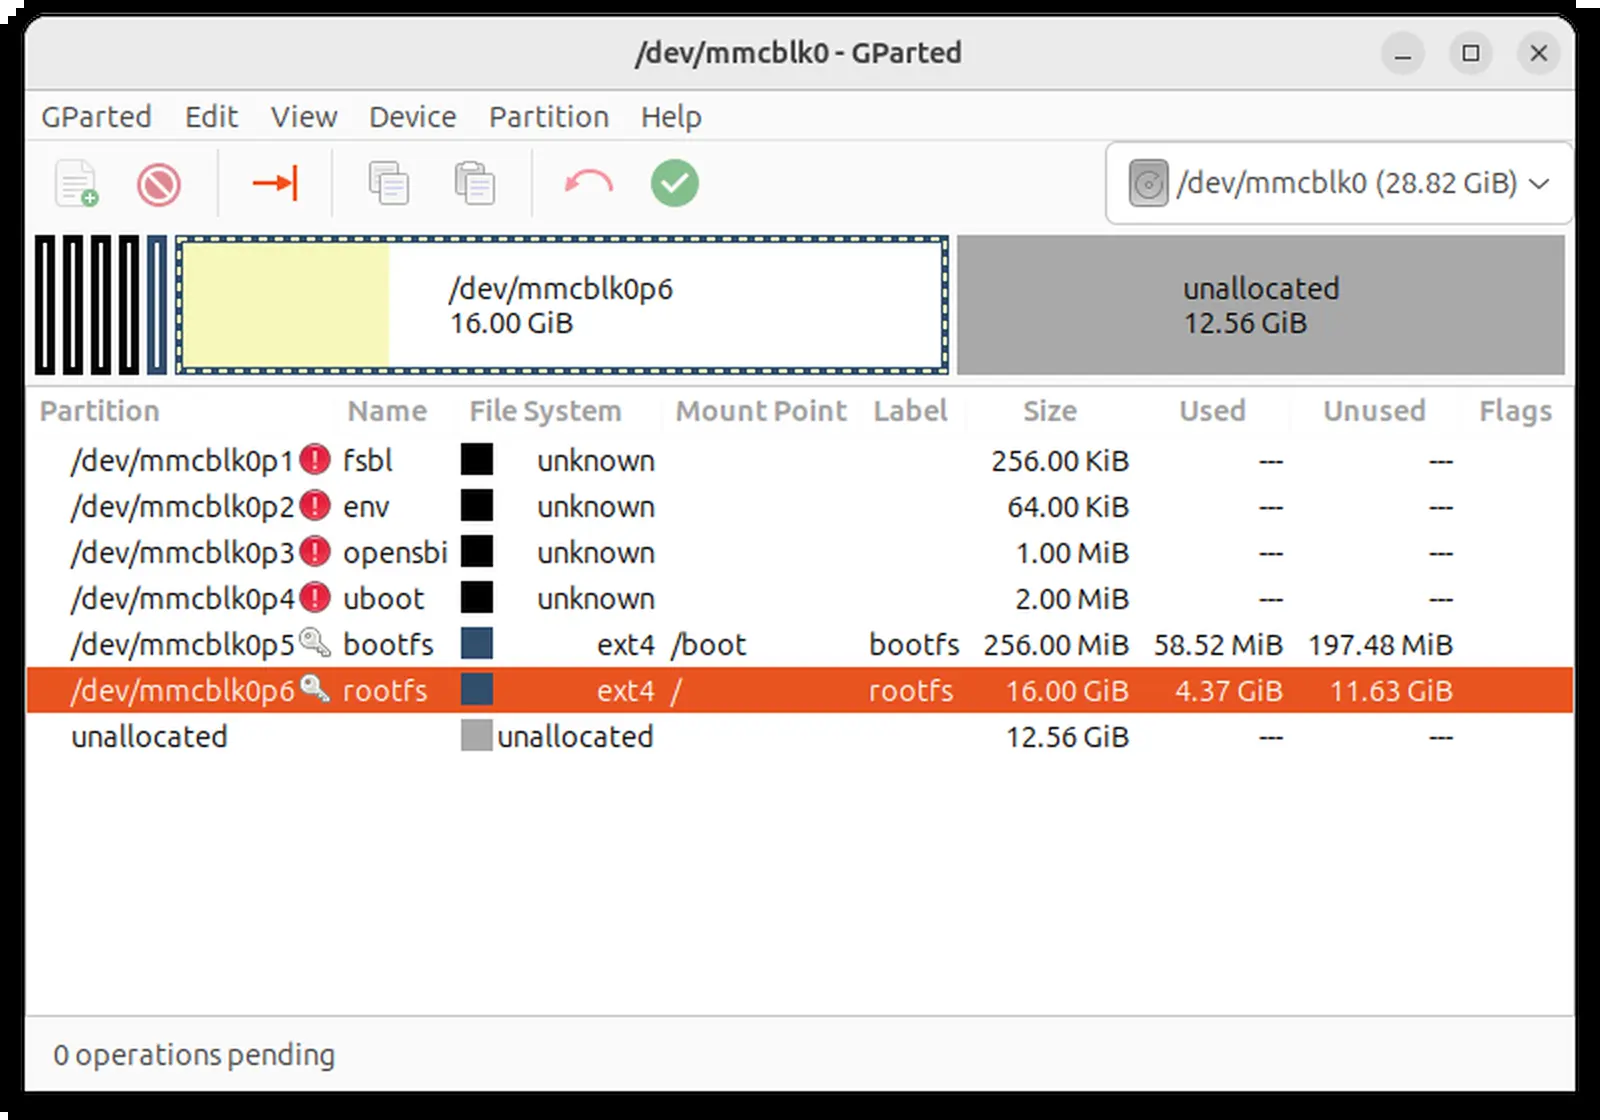 /dev/mmcblk0 - GParted
GParted Edit View Device Partition Help
/dev/mmcblk0 (28.82 GiB)
/dev/mmcblk0p6
16.00 GiB
unallocated
12.56 GiB
Partition Name File System Mount Point Label Size Used Unused Flags
/dev/mmcblk0p1 fsbl unknown 256.00 KiB --- ---
/dev/mmcblk0p2 env unknown 64.00 KiB --- ---
/dev/mmcblk0p3 opensbi unknown 1.00 MiB --- ---
/dev/mmcblk0p4 uboot unknown 2.00 MiB --- ---
/dev/mmcblk0p5 bootfs ext4 /boot bootfs 256.00 MiB 58.52 MiB 197.48 MiB
/dev/mmcblk0p6 rootfs ext4 / rootfs 16.00 GiB 4.37 GiB 11.63 GiB
unallocated unallocated 12.56 GiB --- ---
0 operations pending